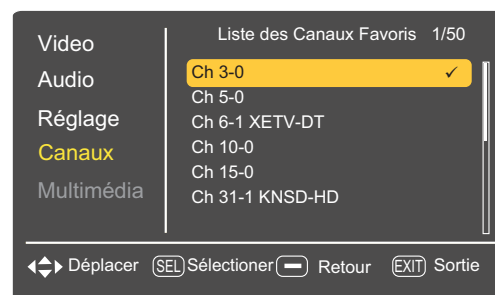 Video
Audio
Réglage
Canaux
Multimédia
Liste des Canaux Favoris 1/50
Ch 3-0 ✓
Ch 5-0
Ch 6-1 XETV-DT
Ch 10-0
Ch 15-0
Ch 31-1 KNSD-HD
Déplacer SEL Sélectioner Retour EXIT Sortie